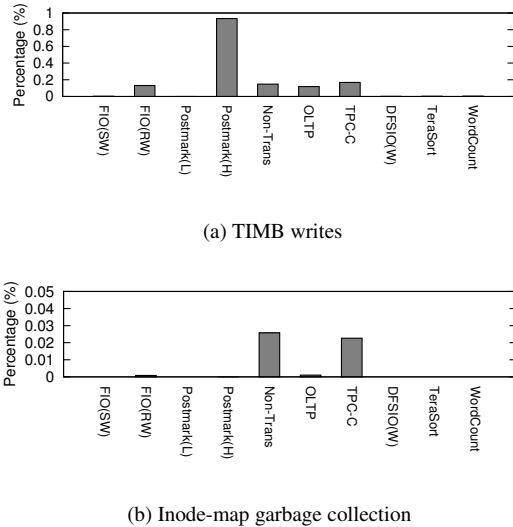 Percentage (%)
1
0.8
0.6
0.4
0.2
0
FIO(SW)
FIO(RW)
Postmark(L)
Postmark(H)
Non-Trans
OLTP
TPC-C
DFSIO(W)
TeraSort
WordCount
(a) TIMB writes
Percentage (%)
0.05
0.04
0.03
0.02
0.01
0
FIO(SW)
FIO(RW)
Postmark(L)
Postmark(H)
Non-Trans
OLTP
TPC-C
DFSIO(W)
TeraSort
WordCount
(b) Inode-map garbage collection